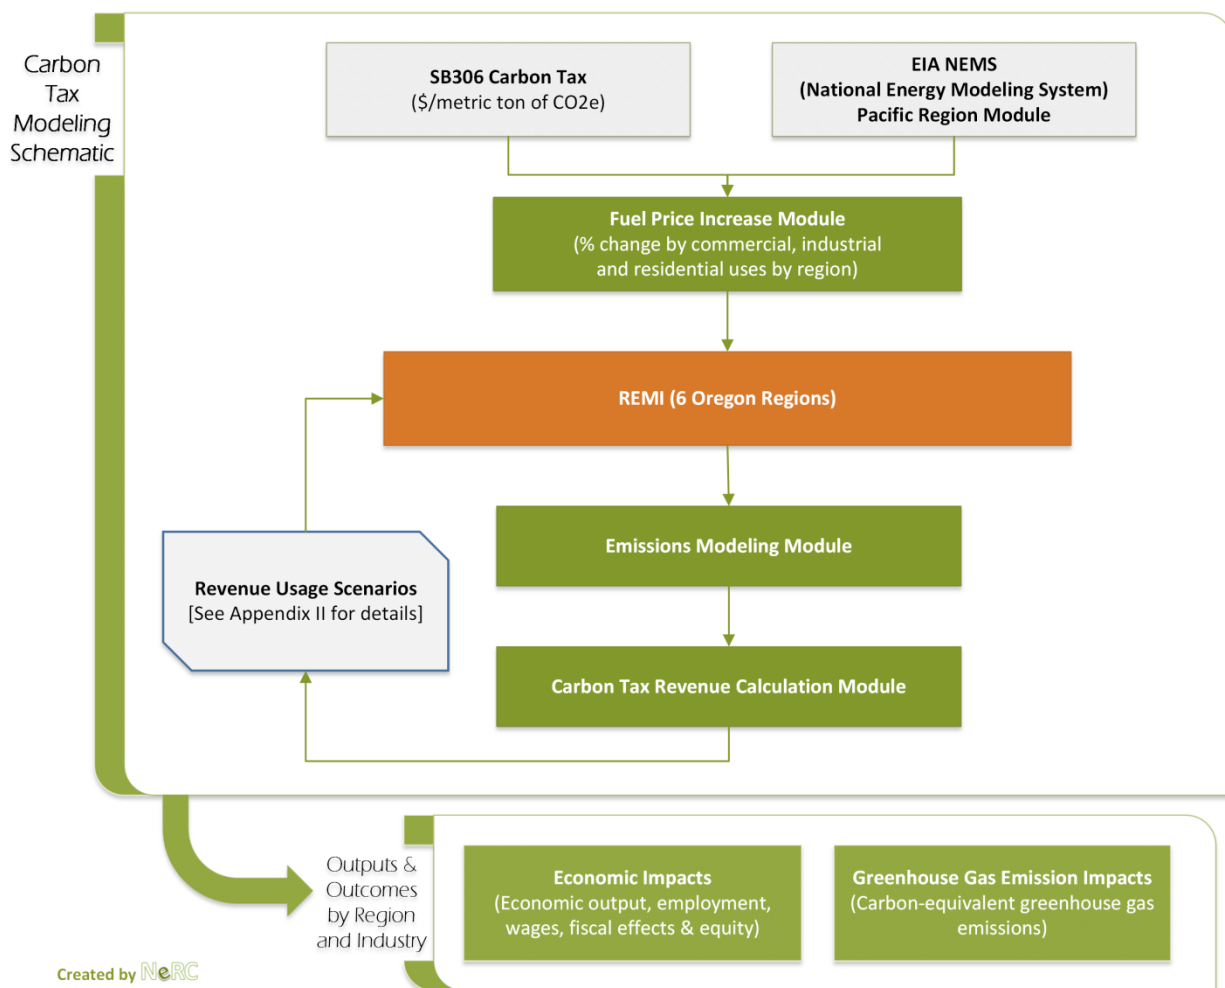 Carbon
Tax
Modeling
Schematic
SB306 Carbon Tax
($/metric ton of CO2e)
EIA NEMS
(National Energy Modeling System)
Pacific Region Module
Fuel Price Increase Module
(% change by commercial, industrial
and residential uses by region)
REMI (6 Oregon Regions)
Emissions Modeling Module
Revenue Usage Scenarios
[See Appendix II for details]
Carbon Tax Revenue Calculation Module
Outputs &
Outcomes
by Region
and Industry
Economic Impacts
(Economic output, employment,
wages, fiscal effects & equity)
Greenhouse Gas Emission Impacts
(Carbon-equivalent greenhouse gas
emissions)
Created by NeRC